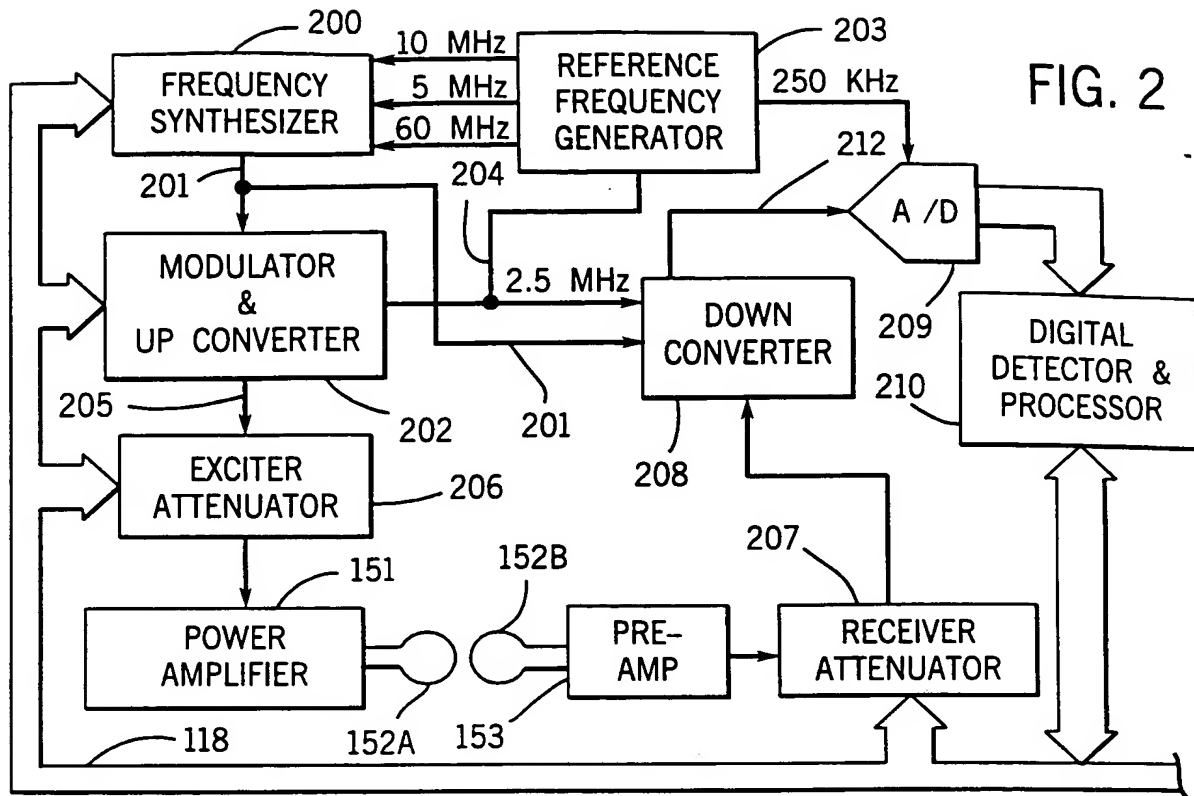 FIG. 2
200
FREQUENCY
SYNTHESIZER
10 MHz
5 MHz
60 MHz
REFERENCE
FREQUENCY
GENERATOR
203
250 KHz
201
204
212
A/D
209
MODULATOR
&
UP CONVERTER
2.5 MHz
DOWN
CONVERTER
DIGITAL
DETECTOR &
PROCESSOR
210
205
202
201
208
EXCITER
ATTENUATOR
206
207
151
POWER
AMPLIFIER
152B
152A
PRE-
AMP
153
RECEIVER
ATTENUATOR
118